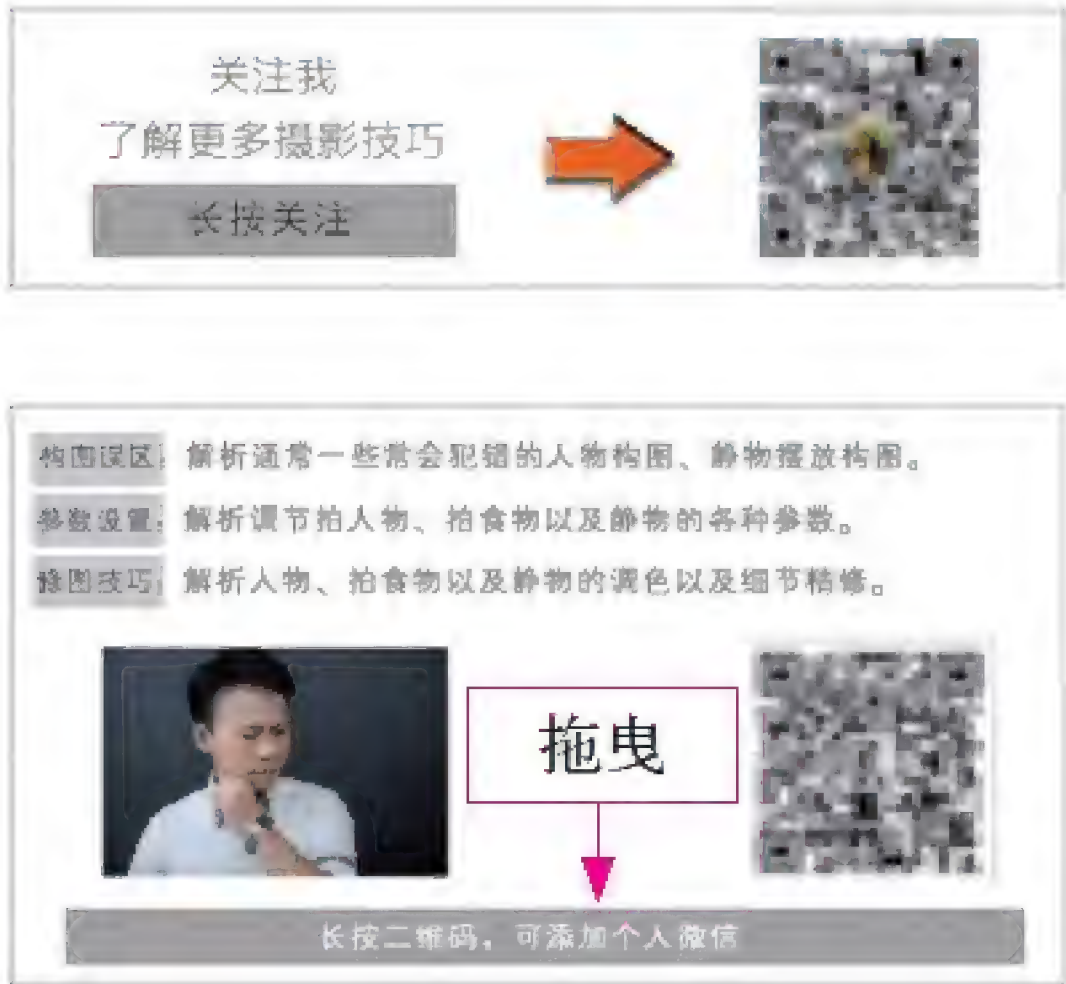 关注我
了解更多摄影技巧
长按关注
构图误区: 解析通常一些常会犯错的人物构图、静物摆放构图。
参数设置: 解析调节拍人物、拍食物以及静物的各种参数。
修图技巧: 解析人物、拍食物以及静物的调色以及细节精修。
拖曳
长按二维码，可添加个人微信